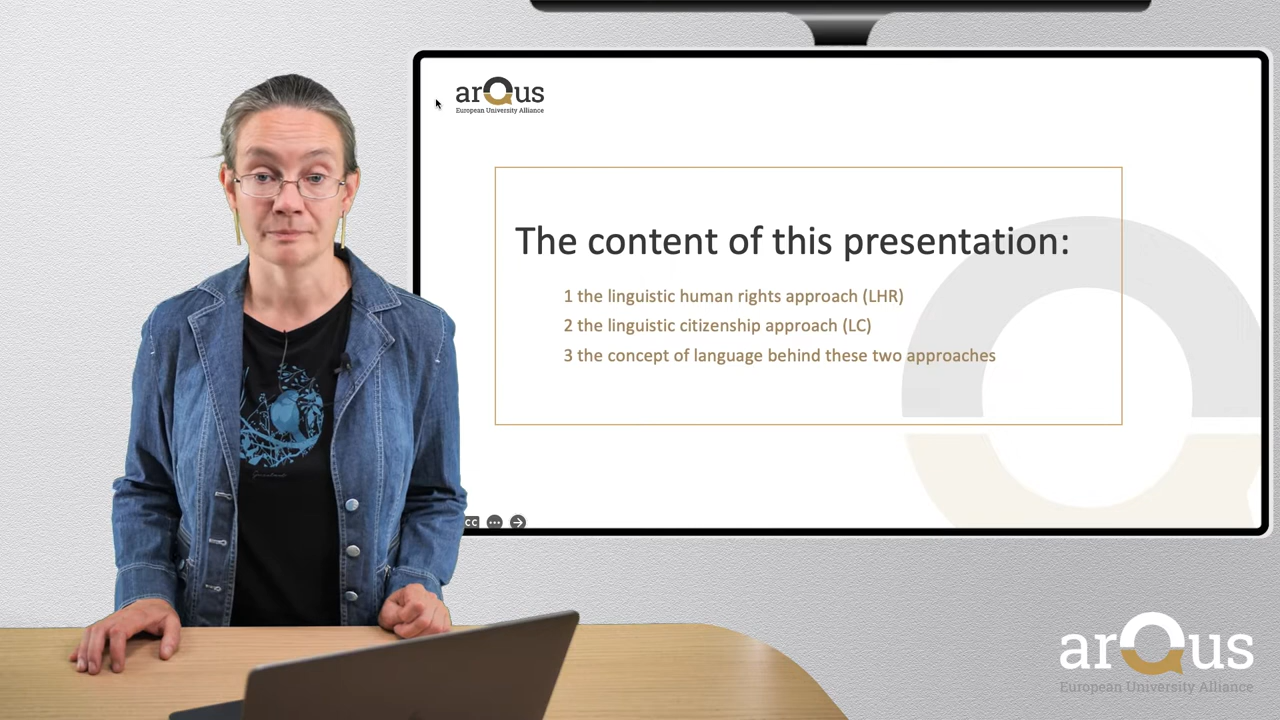 arQus
European University Alliance
The content of this presentation:
1 the linguistic human rights approach (LHR)
2 the linguistic citizenship approach (LC)
3 the concept of language behind these two approaches
CC
arQus
European University Alliance